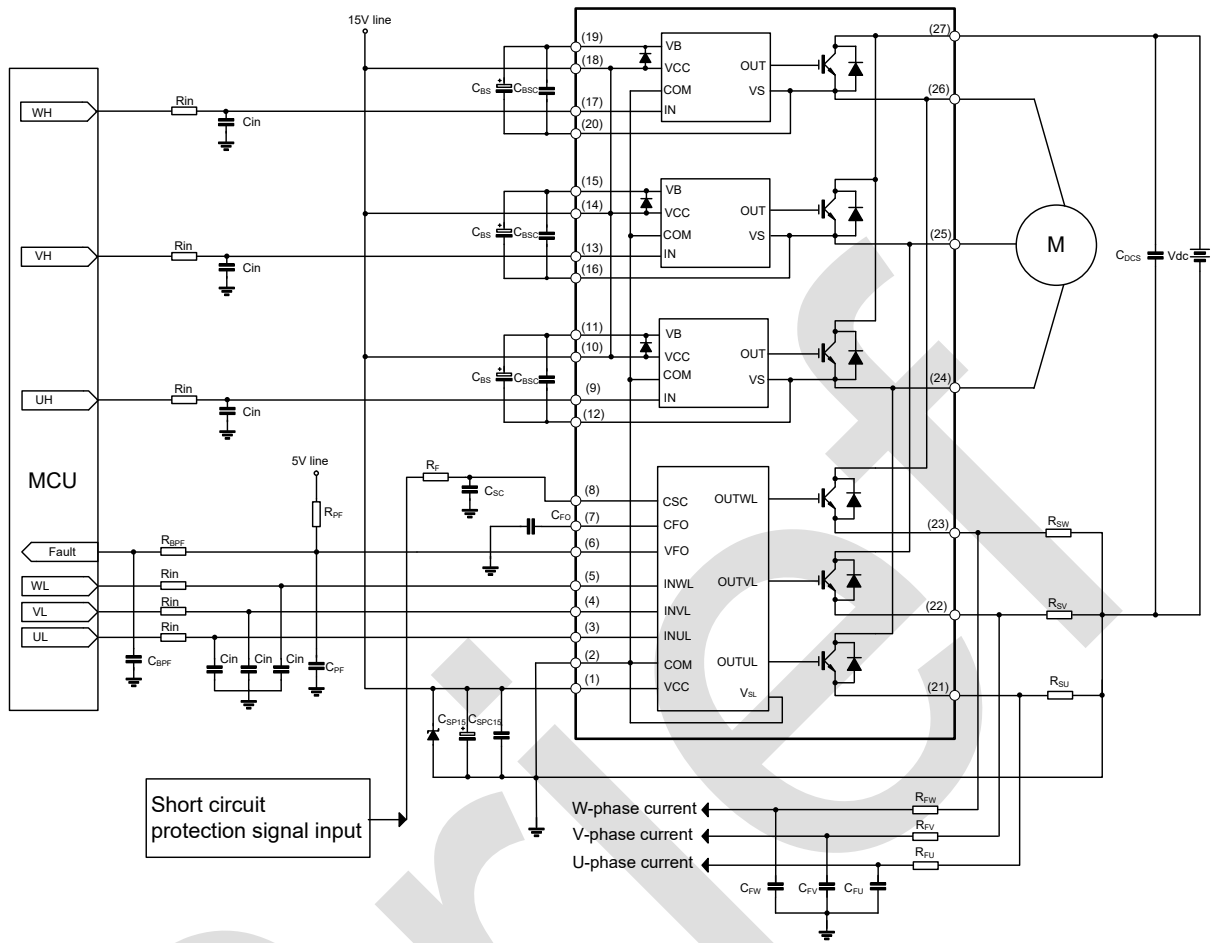 15V line
(19)
VB
(27)
(18)
VCC
OUT
CBS
CBSC
COM
VS
(26)
WH
Rin
Cin
(17)
IN
(20)
(15)
VB
(14)
VCC
OUT
CBS
CBSC
COM
VS
(25)
VH
Rin
Cin
(13)
IN
(16)
M
CDCS
Vdc
(11)
VB
(10)
VCC
OUT
CBS
CBSC
COM
VS
(24)
UH
Rin
Cin
(9)
IN
(12)
MCU
5V line
RPF
RF
CSC
(8)
CSC
OUTWL
CFO
(7)
CFO
(23)
RSW
Fault
RBPF
(6)
VFO
WL
Rin
(5)
INWL
OUTVL
VL
Rin
(4)
INVL
(22)
RSV
UL
Rin
(3)
INUL
CBPF
Cin
Cin
Cin
CPF
(2)
COM
OUTUL
(1)
VCC
VSL
(21)
RSU
CSP15
CSPC15
Short circuit
protection signal input
W-phase current
RFW
V-phase current
RFV
U-phase current
RFU
CFW
CFV
CFU